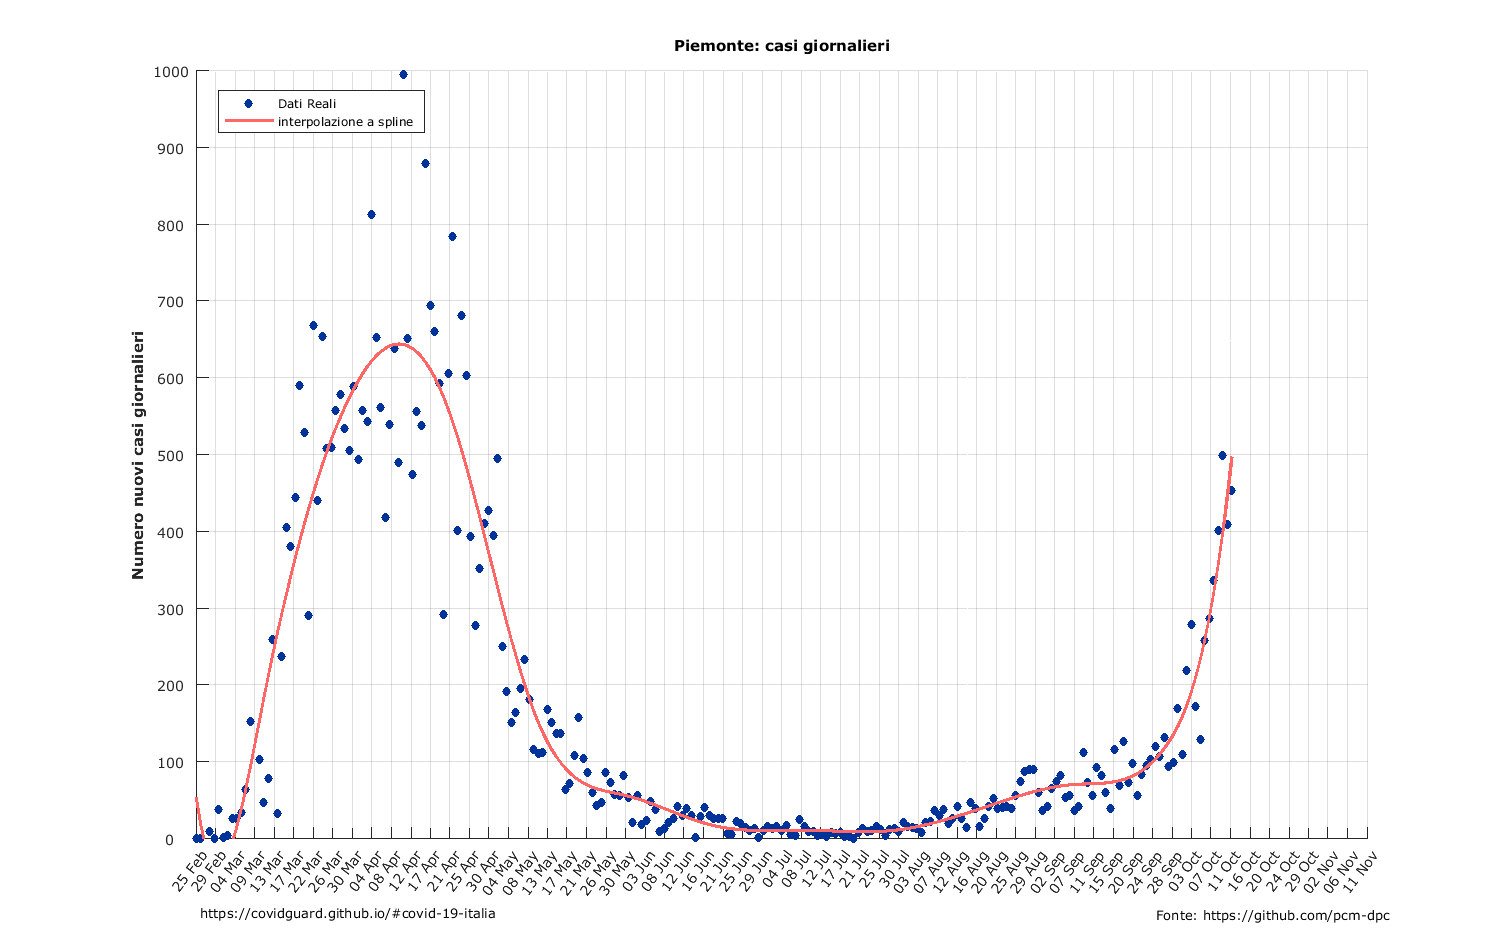 Piemonte: casi giornalieri
Dati Reali
interpolazione a spline
Numero nuovi casi giornalieri
1000
900
800
700
600
500
400
300
200
100
0
25 Feb
29 Feb
04 Mar
09 Mar
13 Mar
17 Mar
22 Mar
26 Mar
30 Mar
04 Apr
08 Apr
12 Apr
17 Apr
21 Apr
25 Apr
30 Apr
04 May
08 May
13 May
17 May
21 May
26 May
30 May
03 Jun
08 Jun
12 Jun
16 Jun
21 Jun
25 Jun
29 Jun
04 Jul
08 Jul
12 Jul
17 Jul
21 Jul
25 Jul
30 Jul
03 Aug
07 Aug
12 Aug
16 Aug
20 Aug
25 Aug
29 Aug
02 Sep
07 Sep
11 Sep
15 Sep
20 Sep
24 Sep
28 Sep
03 Oct
07 Oct
11 Oct
16 Oct
20 Oct
24 Oct
29 Oct
02 Nov
06 Nov
11 Nov
https://covidguard.github.io/#covid-19-italia
Fonte: https://github.com/pcm-dpc